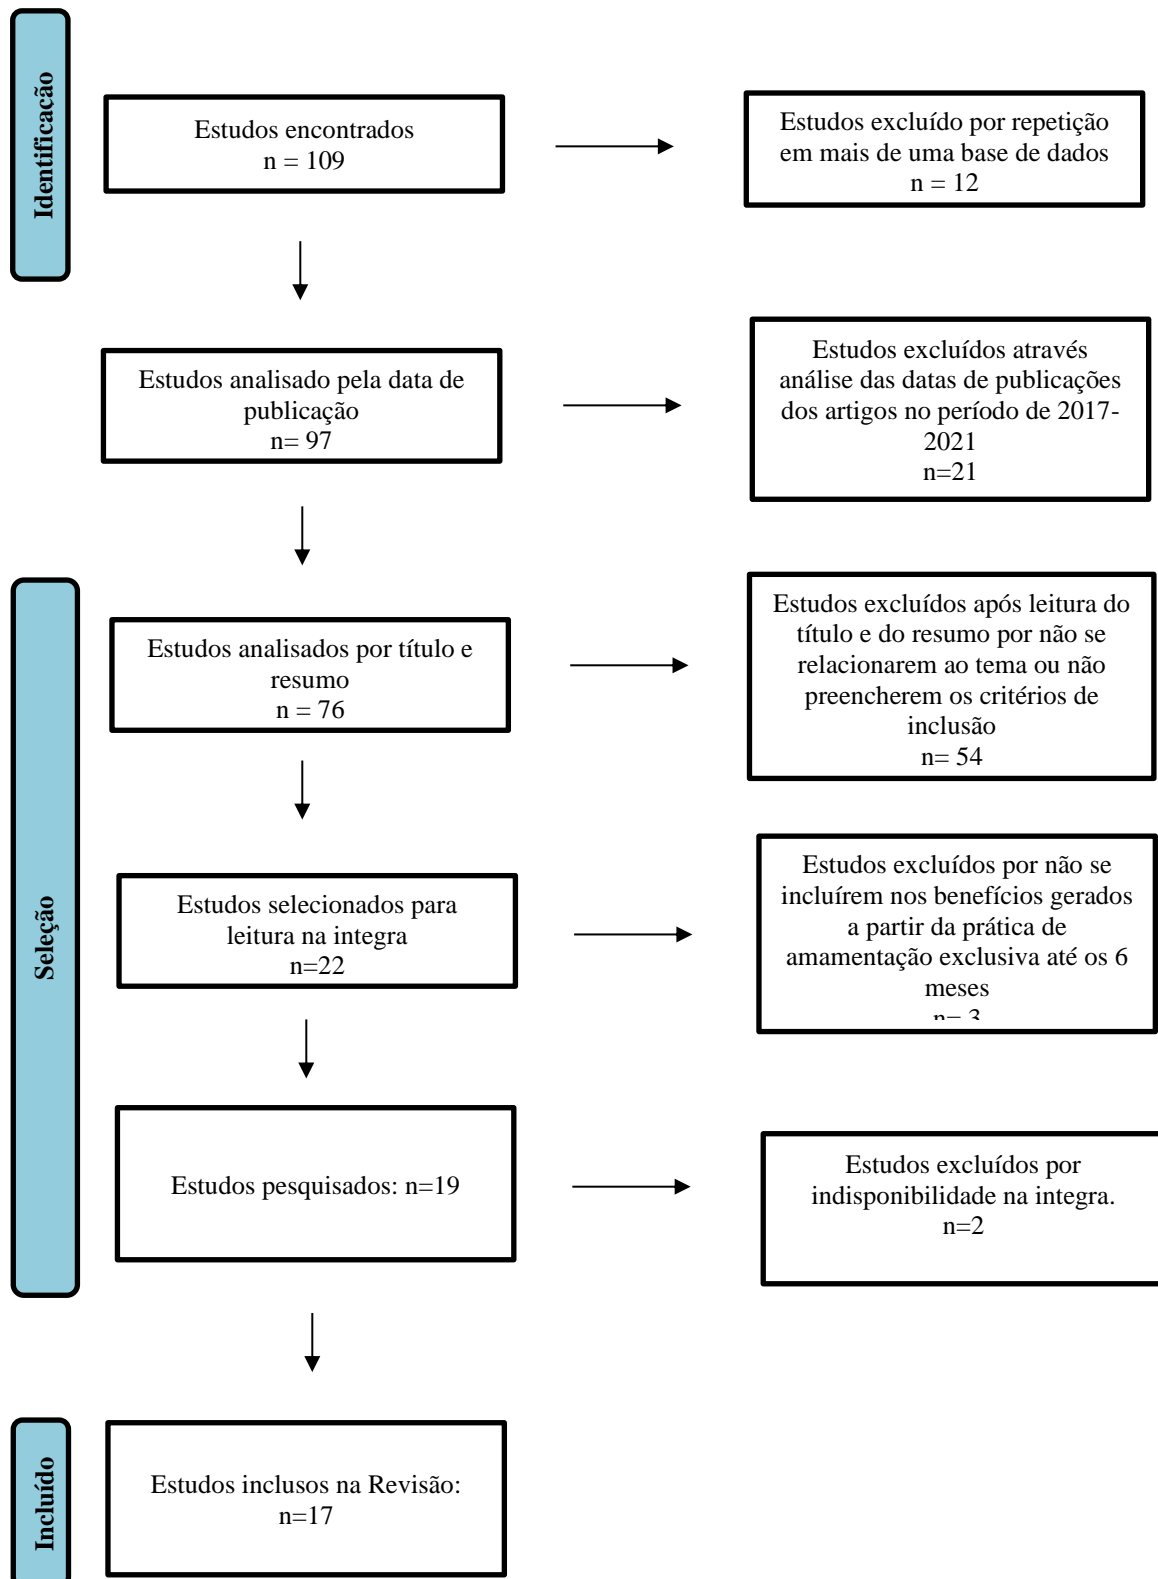 Identificação
Estudos encontrados
n = 109
Estudos excluído por repetição
em mais de uma base de dados
n = 12
Estudos analisado pela data de
publicação
n= 97
Estudos excluídos através
análise das datas de publicações
dos artigos no período de 2017-
2021
n=21
Seleção
Estudos analisados por título e
resumo
n = 76
Estudos excluídos após leitura do
título e do resumo por não se
relacionarem ao tema ou não
preencherem os critérios de
inclusão
n= 54
Estudos selecionados para
leitura na integra
n=22
Estudos excluídos por não se
incluírem nos benefícios gerados
a partir da prática de
amamentação exclusiva até os 6
meses
n= 3
Estudos pesquisados: n=19
Estudos excluídos por
indisponibilidade na integra.
n=2
Incluído
Estudos inclusos na Revisão:
n=17